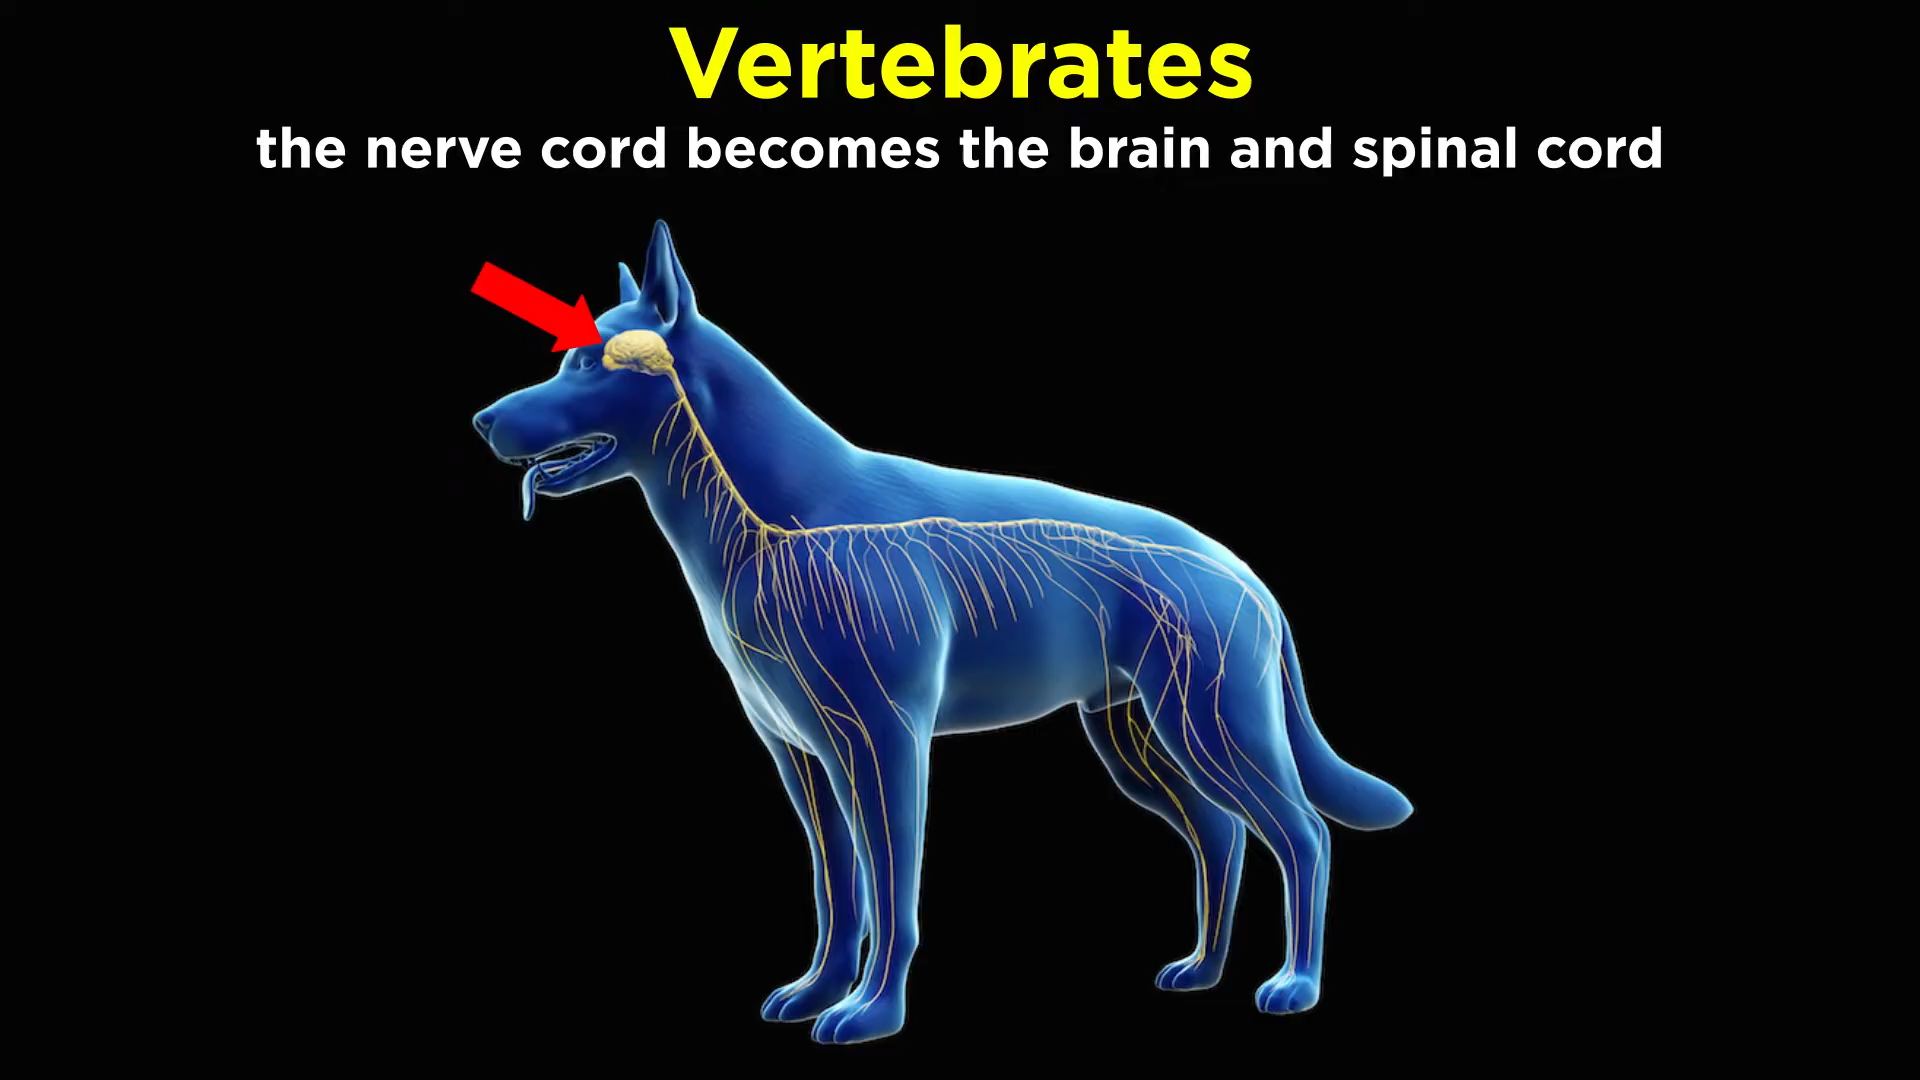 Vertebrates
the nerve cord becomes the brain and spinal cord